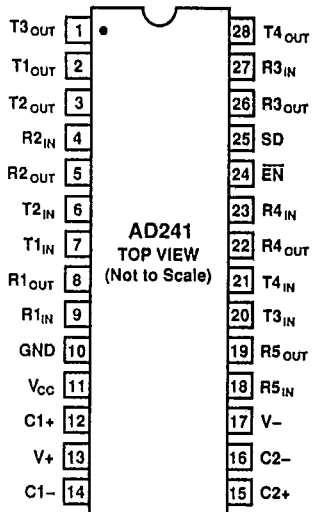 T3OUT 1 28 T4OUT
T1OUT 2 27 R3IN
T2OUT 3 26 R3OUT
R2IN 4 25 SD
R2OUT 5 24 E̅N̅
T2IN 6 23 R4IN
T1IN 7 22 R4OUT
R1OUT 8 21 T4IN
R1IN 9 20 T3IN
GND 10 19 R5OUT
VCC 11 18 R5IN
C1+ 12 17 V−
V+ 13 16 C2−
C1− 14 15 C2+
AD241
TOP VIEW
(Not to Scale)